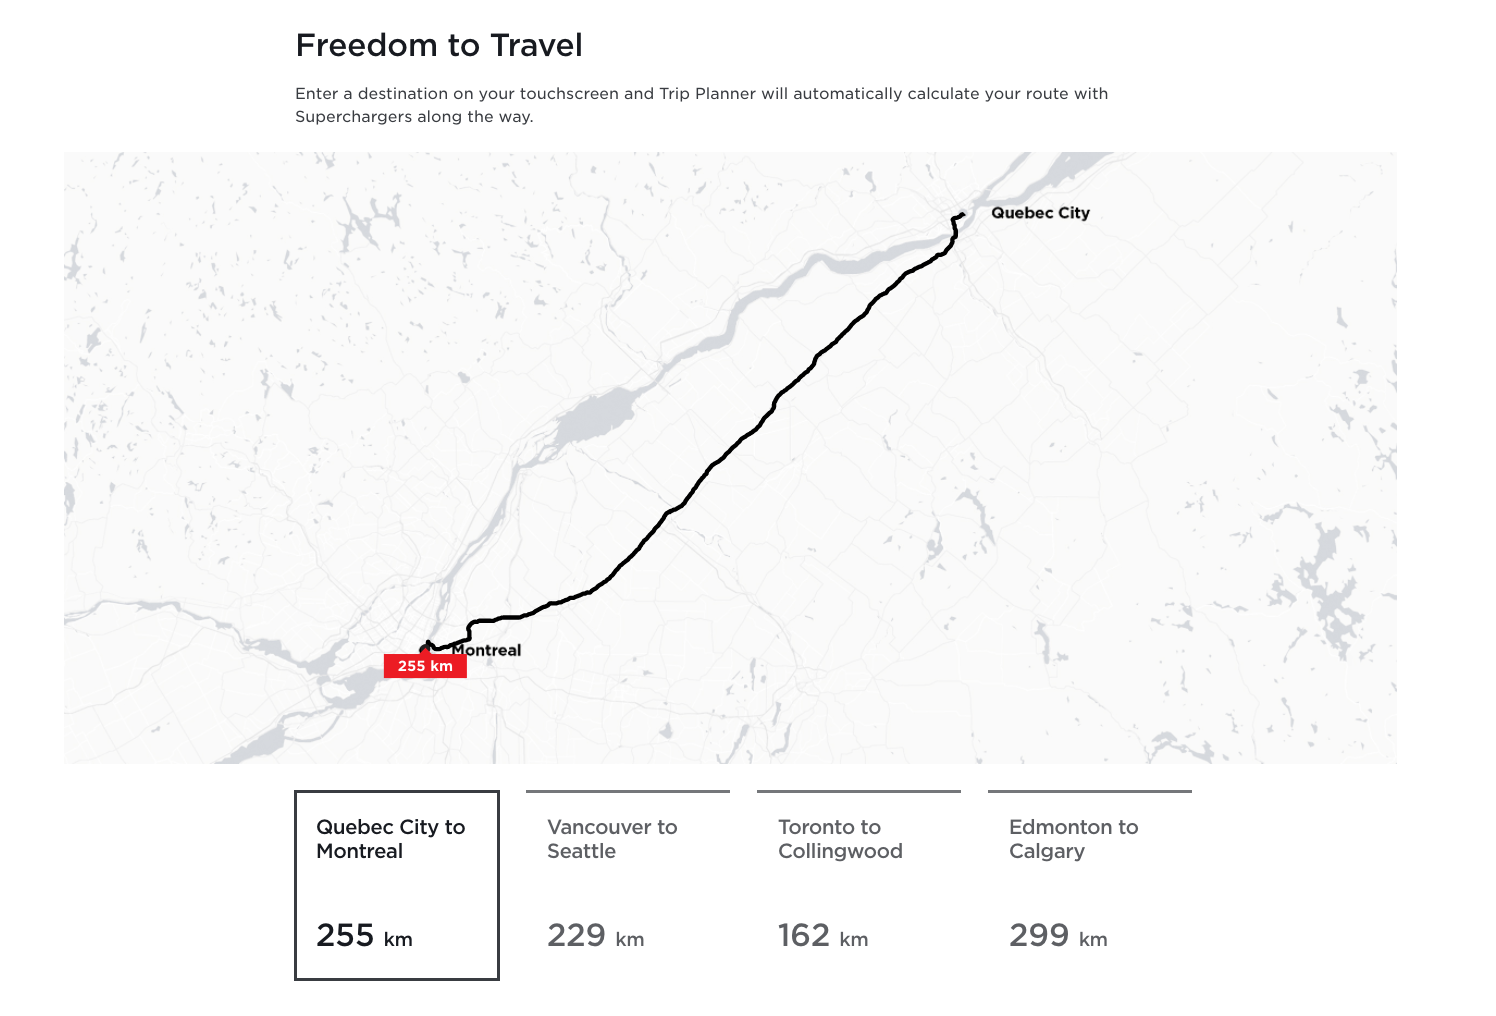 Freedom to Travel
Enter a destination on your touchscreen and Trip Planner will automatically calculate your route with
Superchargers along the way.
Quebec City
Montreal
255 km
Quebec City to
Montreal
255 km
Vancouver to
Seattle
229 km
Toronto to
Collingwood
162 km
Edmonton to
Calgary
299 km